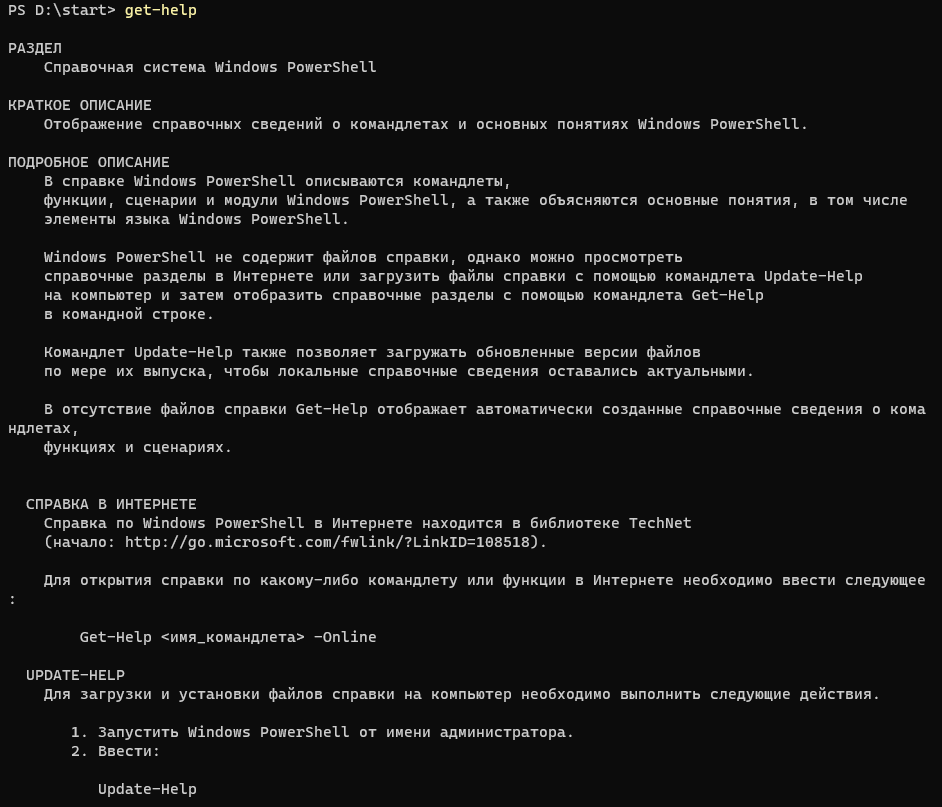 PS D:\start> get-help
РАЗДЕЛ
Справочная система Windows PowerShell
КРАТКОЕ ОПИСАНИЕ
Отображение справочных сведений о командлетах и основных понятиях Windows PowerShell.
ПОДРОБНОЕ ОПИСАНИЕ
В справке Windows PowerShell описываются командлеты,
функции, сценарии и модули Windows PowerShell, а также объясняются основные понятия, в том числе
элементы языка Windows PowerShell.
Windows PowerShell не содержит файлов справки, однако можно просмотреть
справочные разделы в Интернете или загрузить файлы справки с помощью командлета Update-Help
на компьютер и затем отобразить справочные разделы с помощью командлета Get-Help
в командной строке.
Командлет Update-Help также позволяет загружать обновленные версии файлов
по мере их выпуска, чтобы локальные справочные сведения оставались актуальными.
В отсутствие файлов справки Get-Help отображает автоматически созданные справочные сведения о кома
ндлетах,
функциях и сценариях.
СПРАВКА В ИНТЕРНЕТЕ
Справка по Windows PowerShell в Интернете находится в библиотеке TechNet
(начало: http://go.microsoft.com/fwlink/?LinkID=108518).
Для открытия справки по какому-либо командлету или функции в Интернете необходимо ввести следующее
:
Get-Help <имя_командлета> -Online
UPDATE-HELP
Для загрузки и установки файлов справки на компьютер необходимо выполнить следующие действия.
1. Запустить Windows PowerShell от имени администратора.
2. Ввести:
Update-Help